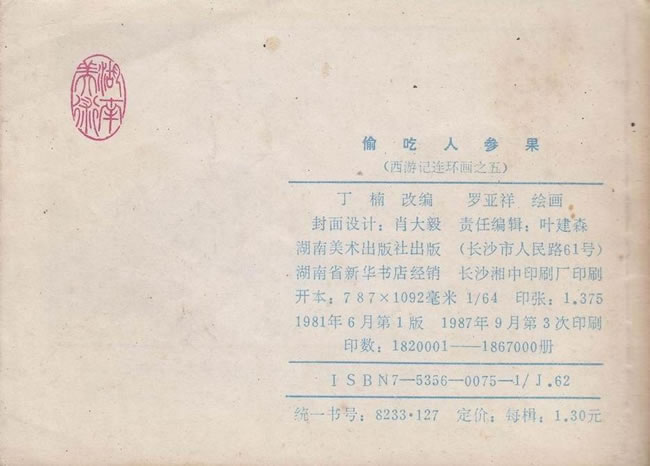 湖南
美术
偷吃人参果
（西游记连环画之五）
丁楠 改编 罗亚祥 绘画
封面设计：肖大毅 责任编辑：叶建森
湖南美术出版社出版 （长沙市人民路61号）
湖南省新华书店经销 长沙湘中印刷厂印刷
开本：787×1092毫米 1/64 印张：1.375
1981年6月第1版 1987年9月第3次印刷
印数：1820001——1867000册
ISBN7—5356—0075—1/J.62
统一书号：8233·127 定价：每楫：1.30元